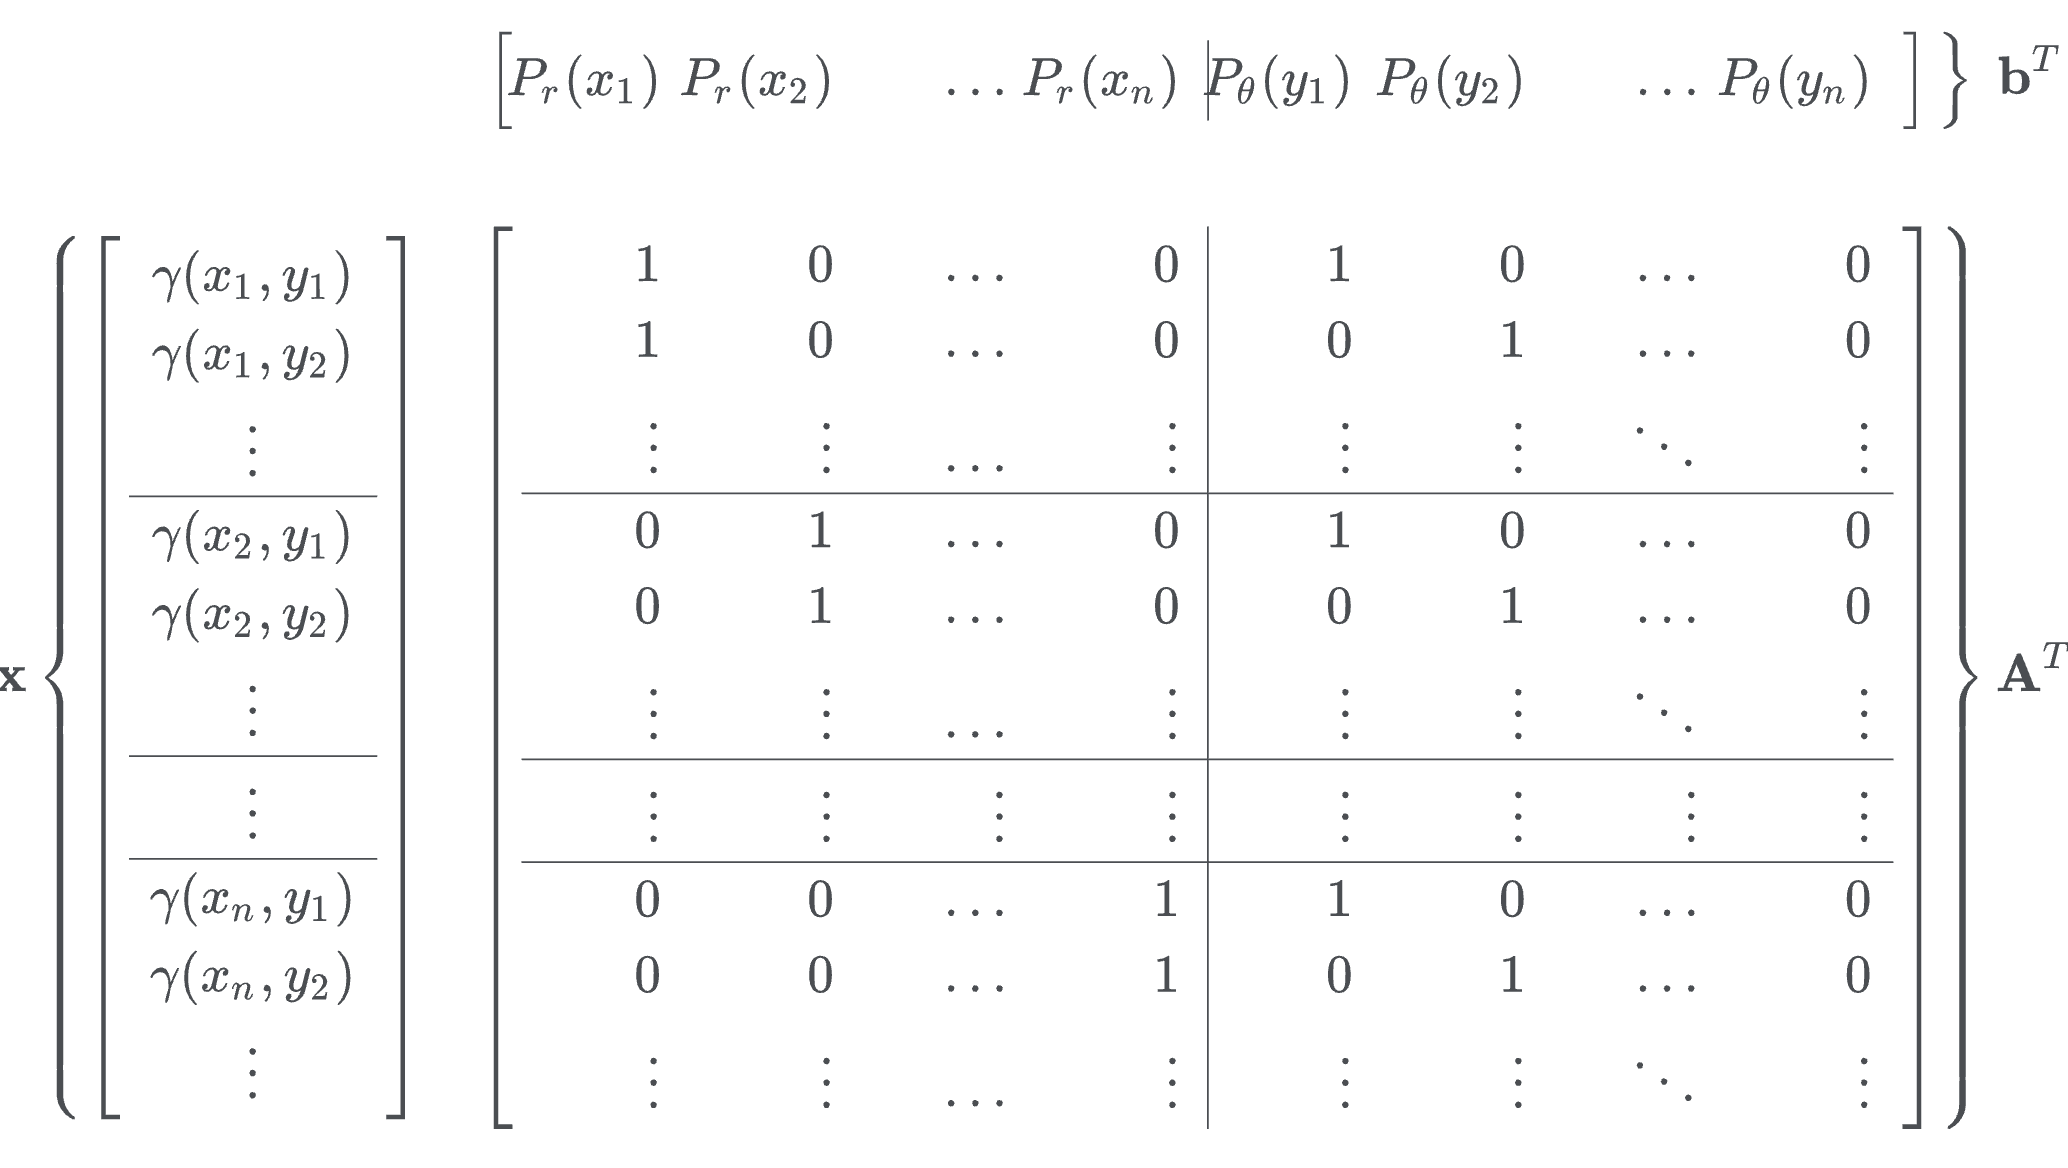 [P_r(x_1) P_r(x_2) … P_r(x_n) | P_θ(y_1) P_θ(y_2) … P_θ(y_n)] } b^T
γ(x_1, y_1) 1 0 … 0 | 1 0 … 0
γ(x_1, y_2) 1 0 … 0 | 0 1 … 0
⋮ ⋮ ⋮ … ⋮ | ⋮ ⋮ ⋱ ⋮
γ(x_2, y_1) 0 1 … 0 | 1 0 … 0
γ(x_2, y_2) 0 1 … 0 | 0 1 … 0
x { ⋮ ⋮ ⋮ … ⋮ | ⋮ ⋮ ⋱ ⋮ } A^T
⋮ ⋮ ⋮ ⋮ ⋮ | ⋮ ⋮ ⋮ ⋮
γ(x_n, y_1) 0 0 … 1 | 1 0 … 0
γ(x_n, y_2) 0 0 … 1 | 0 1 … 0
⋮ ⋮ ⋮ … ⋮ | ⋮ ⋮ ⋱ ⋮